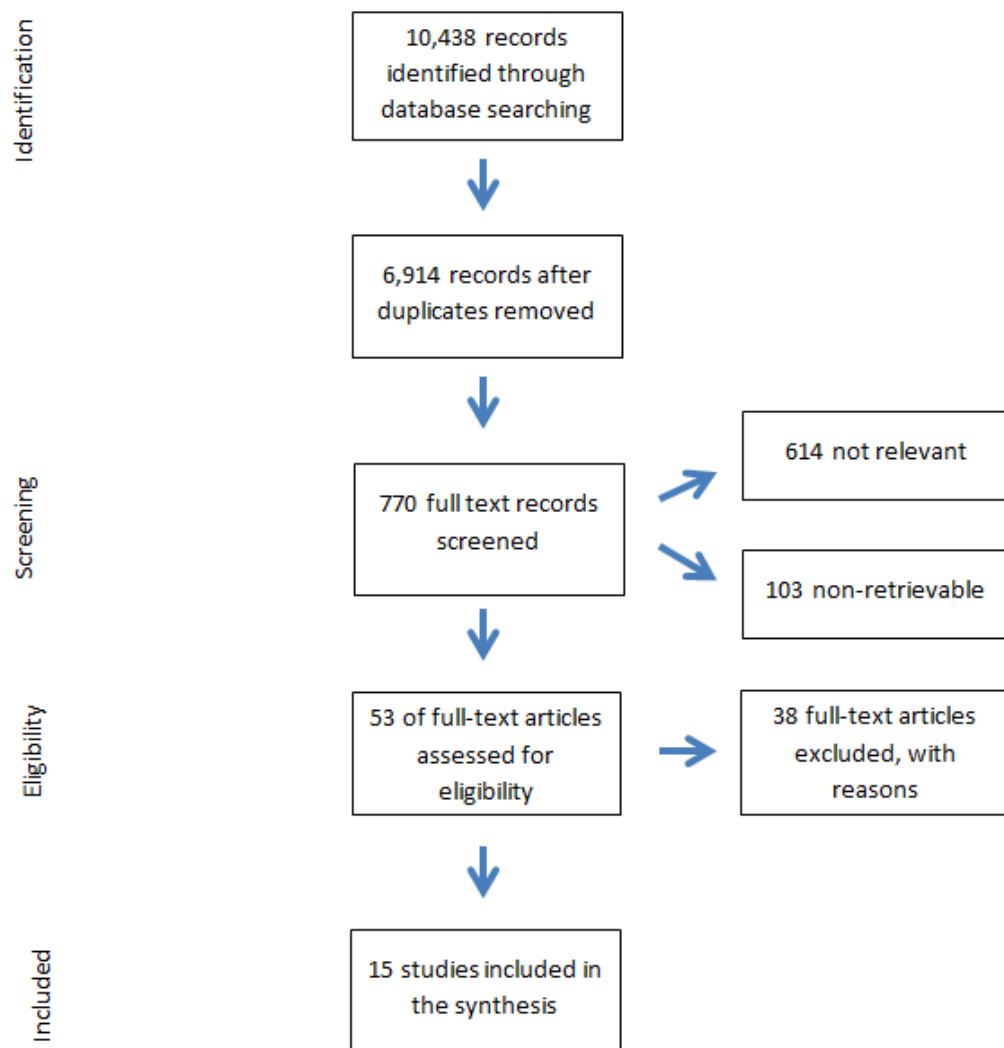 Identification
10,438 records
identified through
database searching
6,914 records after
duplicates removed
Screening
770 full text records
screened
614 not relevant
103 non-retrievable
Eligibility
53 of full-text articles
assessed for
eligibility
38 full-text articles
excluded, with
reasons
Included
15 studies included in
the synthesis